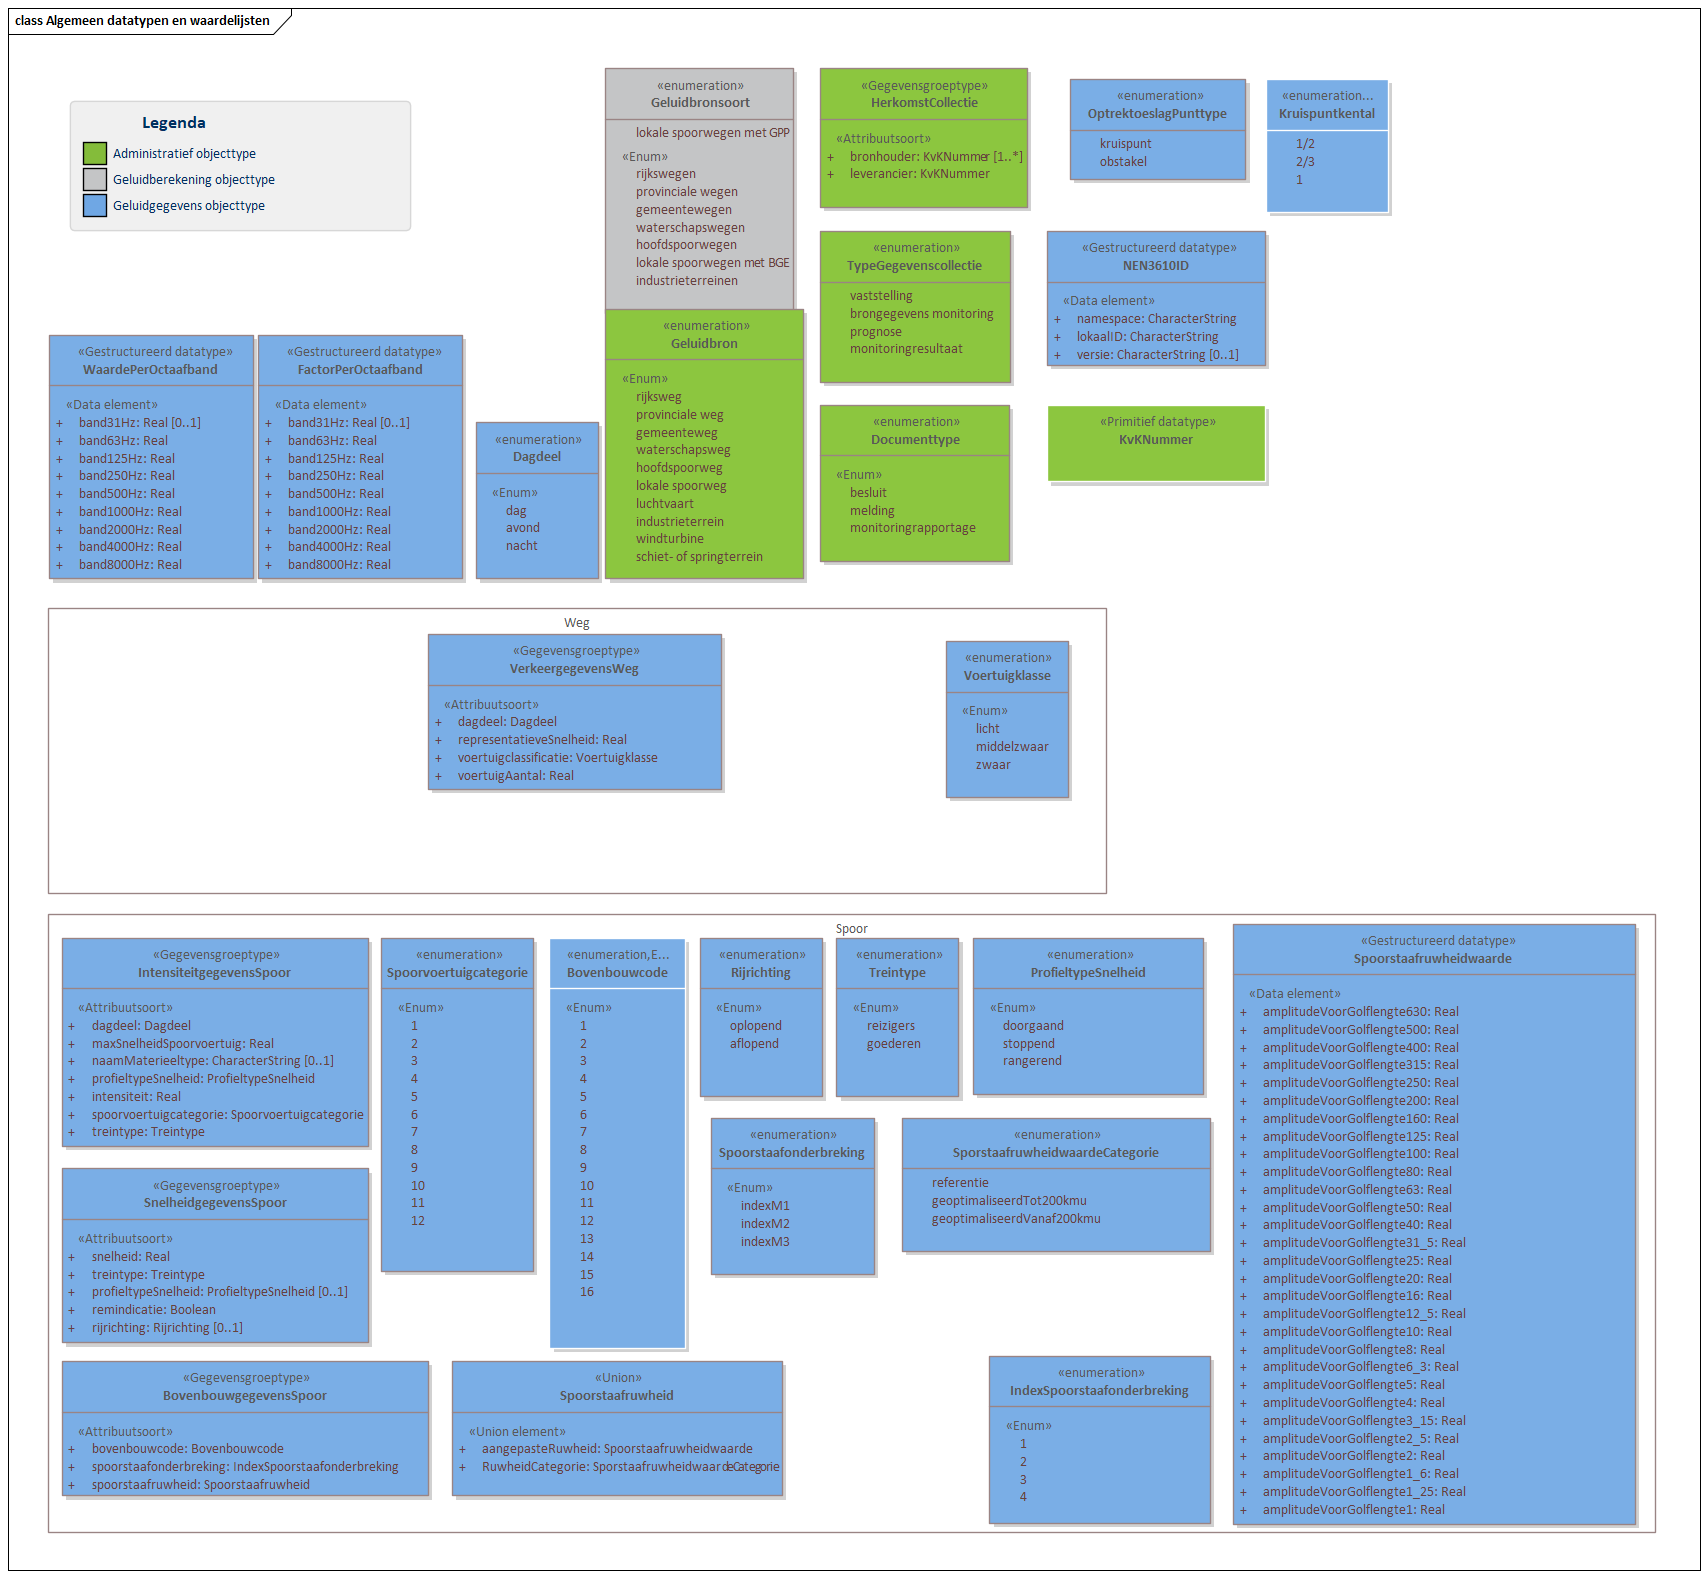 class Algemeen datatypen en waardelijsten
Legenda
Administratief objecttype
Geluidberekening objecttype
Geluidgegevens objecttype
«enumeration»
Geluidbronsoort
lokale spoorwegen met GPP
«Enum»
rijkswegen
provinciale wegen
gemeentewegen
waterschapswegen
hoofdspoorwegen
lokale spoorwegen met BGE
industrieterreinen
«Gegevensgroeptype»
HerkomstCollectie
«Attribuutsoort»
+ bronhouder: KvKNummer [1..*]
+ leverancier: KvKNummer
«enumeration»
OptrektoeslagPunttype
kruispunt
obstakel
«enumeration...
Kruispuntkental
1/2
2/3
1
«enumeration»
TypeGegevenscollectie
vaststelling
brongegevens monitoring
prognose
monitoringresultaat
«Gestructureerd datatype»
NEN3610ID
«Data element»
+ namespace: CharacterString
+ lokaalID: CharacterString
+ versie: CharacterString [0..1]
«Gestructureerd datatype»
WaardePerOctaafband
«Data element»
+ band31Hz: Real [0..1]
+ band63Hz: Real
+ band125Hz: Real
+ band250Hz: Real
+ band500Hz: Real
+ band1000Hz: Real
+ band2000Hz: Real
+ band4000Hz: Real
+ band8000Hz: Real
«Gestructureerd datatype»
FactorPerOctaafband
«Data element»
+ band31Hz: Real [0..1]
+ band63Hz: Real
+ band125Hz: Real
+ band250Hz: Real
+ band500Hz: Real
+ band1000Hz: Real
+ band2000Hz: Real
+ band4000Hz: Real
+ band8000Hz: Real
«enumeration»
Dagdeel
«Enum»
dag
avond
nacht
«enumeration»
Geluidbron
«Enum»
rijksweg
provinciale weg
gemeenteweg
waterschapsweg
hoofdspoorweg
lokale spoorweg
luchtvaart
industrieterrein
windturbine
schiet- of springterrein
«enumeration»
Documenttype
«Enum»
besluit
melding
monitoringrapportage
«Primitief datatype»
KvKNummer
Weg
«Gegevensgroeptype»
VerkeergegevensWeg
«Attribuutsoort»
+ dagdeel: Dagdeel
+ representatieveSnelheid: Real
+ voertuigclassificatie: Voertuigklasse
+ voertuigAantal: Real
«enumeration»
Voertuigklasse
«Enum»
licht
middelzwaar
zwaar
Spoor
«Gegevensgroeptype»
IntensiteitgegevensSpoor
«Attribuutsoort»
+ dagdeel: Dagdeel
+ maxSnelheidSpoorvoertuig: Real
+ naamMaterieeltype: CharacterString [0..1]
+ profieltypeSnelheid: ProfieltypeSnelheid
+ intensiteit: Real
+ spoorvoertuigcategorie: Spoorvoertuigcategorie
+ treintype: Treintype
«enumeration»
Spoorvoertuigcategorie
«Enum»
1
2
3
4
5
6
7
8
9
10
11
12
«enumeration,E...
Bovenbouwcode
«Enum»
1
2
3
4
5
6
7
8
9
10
11
12
13
14
15
16
«enumeration»
Rijrichting
«Enum»
oplopend
aflopend
«enumeration»
Treintype
«Enum»
reizigers
goederen
«enumeration»
ProfieltypeSnelheid
«Enum»
doorgaand
stoppend
rangerend
«Gestructureerd datatype»
Spoorstaafruwheidwaarde
«Data element»
+ amplitudeVoorGolflengte630: Real
+ amplitudeVoorGolflengte500: Real
+ amplitudeVoorGolflengte400: Real
+ amplitudeVoorGolflengte315: Real
+ amplitudeVoorGolflengte250: Real
+ amplitudeVoorGolflengte200: Real
+ amplitudeVoorGolflengte160: Real
+ amplitudeVoorGolflengte125: Real
+ amplitudeVoorGolflengte100: Real
+ amplitudeVoorGolflengte80: Real
+ amplitudeVoorGolflengte63: Real
+ amplitudeVoorGolflengte50: Real
+ amplitudeVoorGolflengte40: Real
+ amplitudeVoorGolflengte31_5: Real
+ amplitudeVoorGolflengte25: Real
+ amplitudeVoorGolflengte20: Real
+ amplitudeVoorGolflengte16: Real
+ amplitudeVoorGolflengte12_5: Real
+ amplitudeVoorGolflengte10: Real
+ amplitudeVoorGolflengte8: Real
+ amplitudeVoorGolflengte6_3: Real
+ amplitudeVoorGolflengte5: Real
+ amplitudeVoorGolflengte4: Real
+ amplitudeVoorGolflengte3_15: Real
+ amplitudeVoorGolflengte2_5: Real
+ amplitudeVoorGolflengte2: Real
+ amplitudeVoorGolflengte1_6: Real
+ amplitudeVoorGolflengte1_25: Real
+ amplitudeVoorGolflengte1: Real
«enumeration»
Spoorstaafonderbreking
«Enum»
indexM1
indexM2
indexM3
«enumeration»
SporstaafruwheidwaardeCategorie
referentie
geoptimaliseerdTot200kmu
geoptimaliseerdVanaf200kmu
«Gegevensgroeptype»
SnelheidgegevensSpoor
«Attribuutsoort»
+ snelheid: Real
+ treintype: Treintype
+ profieltypeSnelheid: ProfieltypeSnelheid [0..1]
+ remindicatie: Boolean
+ rijrichting: Rijrichting [0..1]
«Gegevensgroeptype»
BovenbouwgegevensSpoor
«Attribuutsoort»
+ bovenbouwcode: Bovenbouwcode
+ spoorstaafonderbreking: IndexSpoorstaafonderbreking
+ spoorstaafruwheid: Spoorstaafruwheid
«Union»
Spoorstaafruwheid
«Union element»
+ aangepasteRuwheid: Spoorstaafruwheidwaarde
+ RuwheidCategorie: SporstaafruwheidwaardeCategorie
«enumeration»
IndexSpoorstaafonderbreking
«Enum»
1
2
3
4